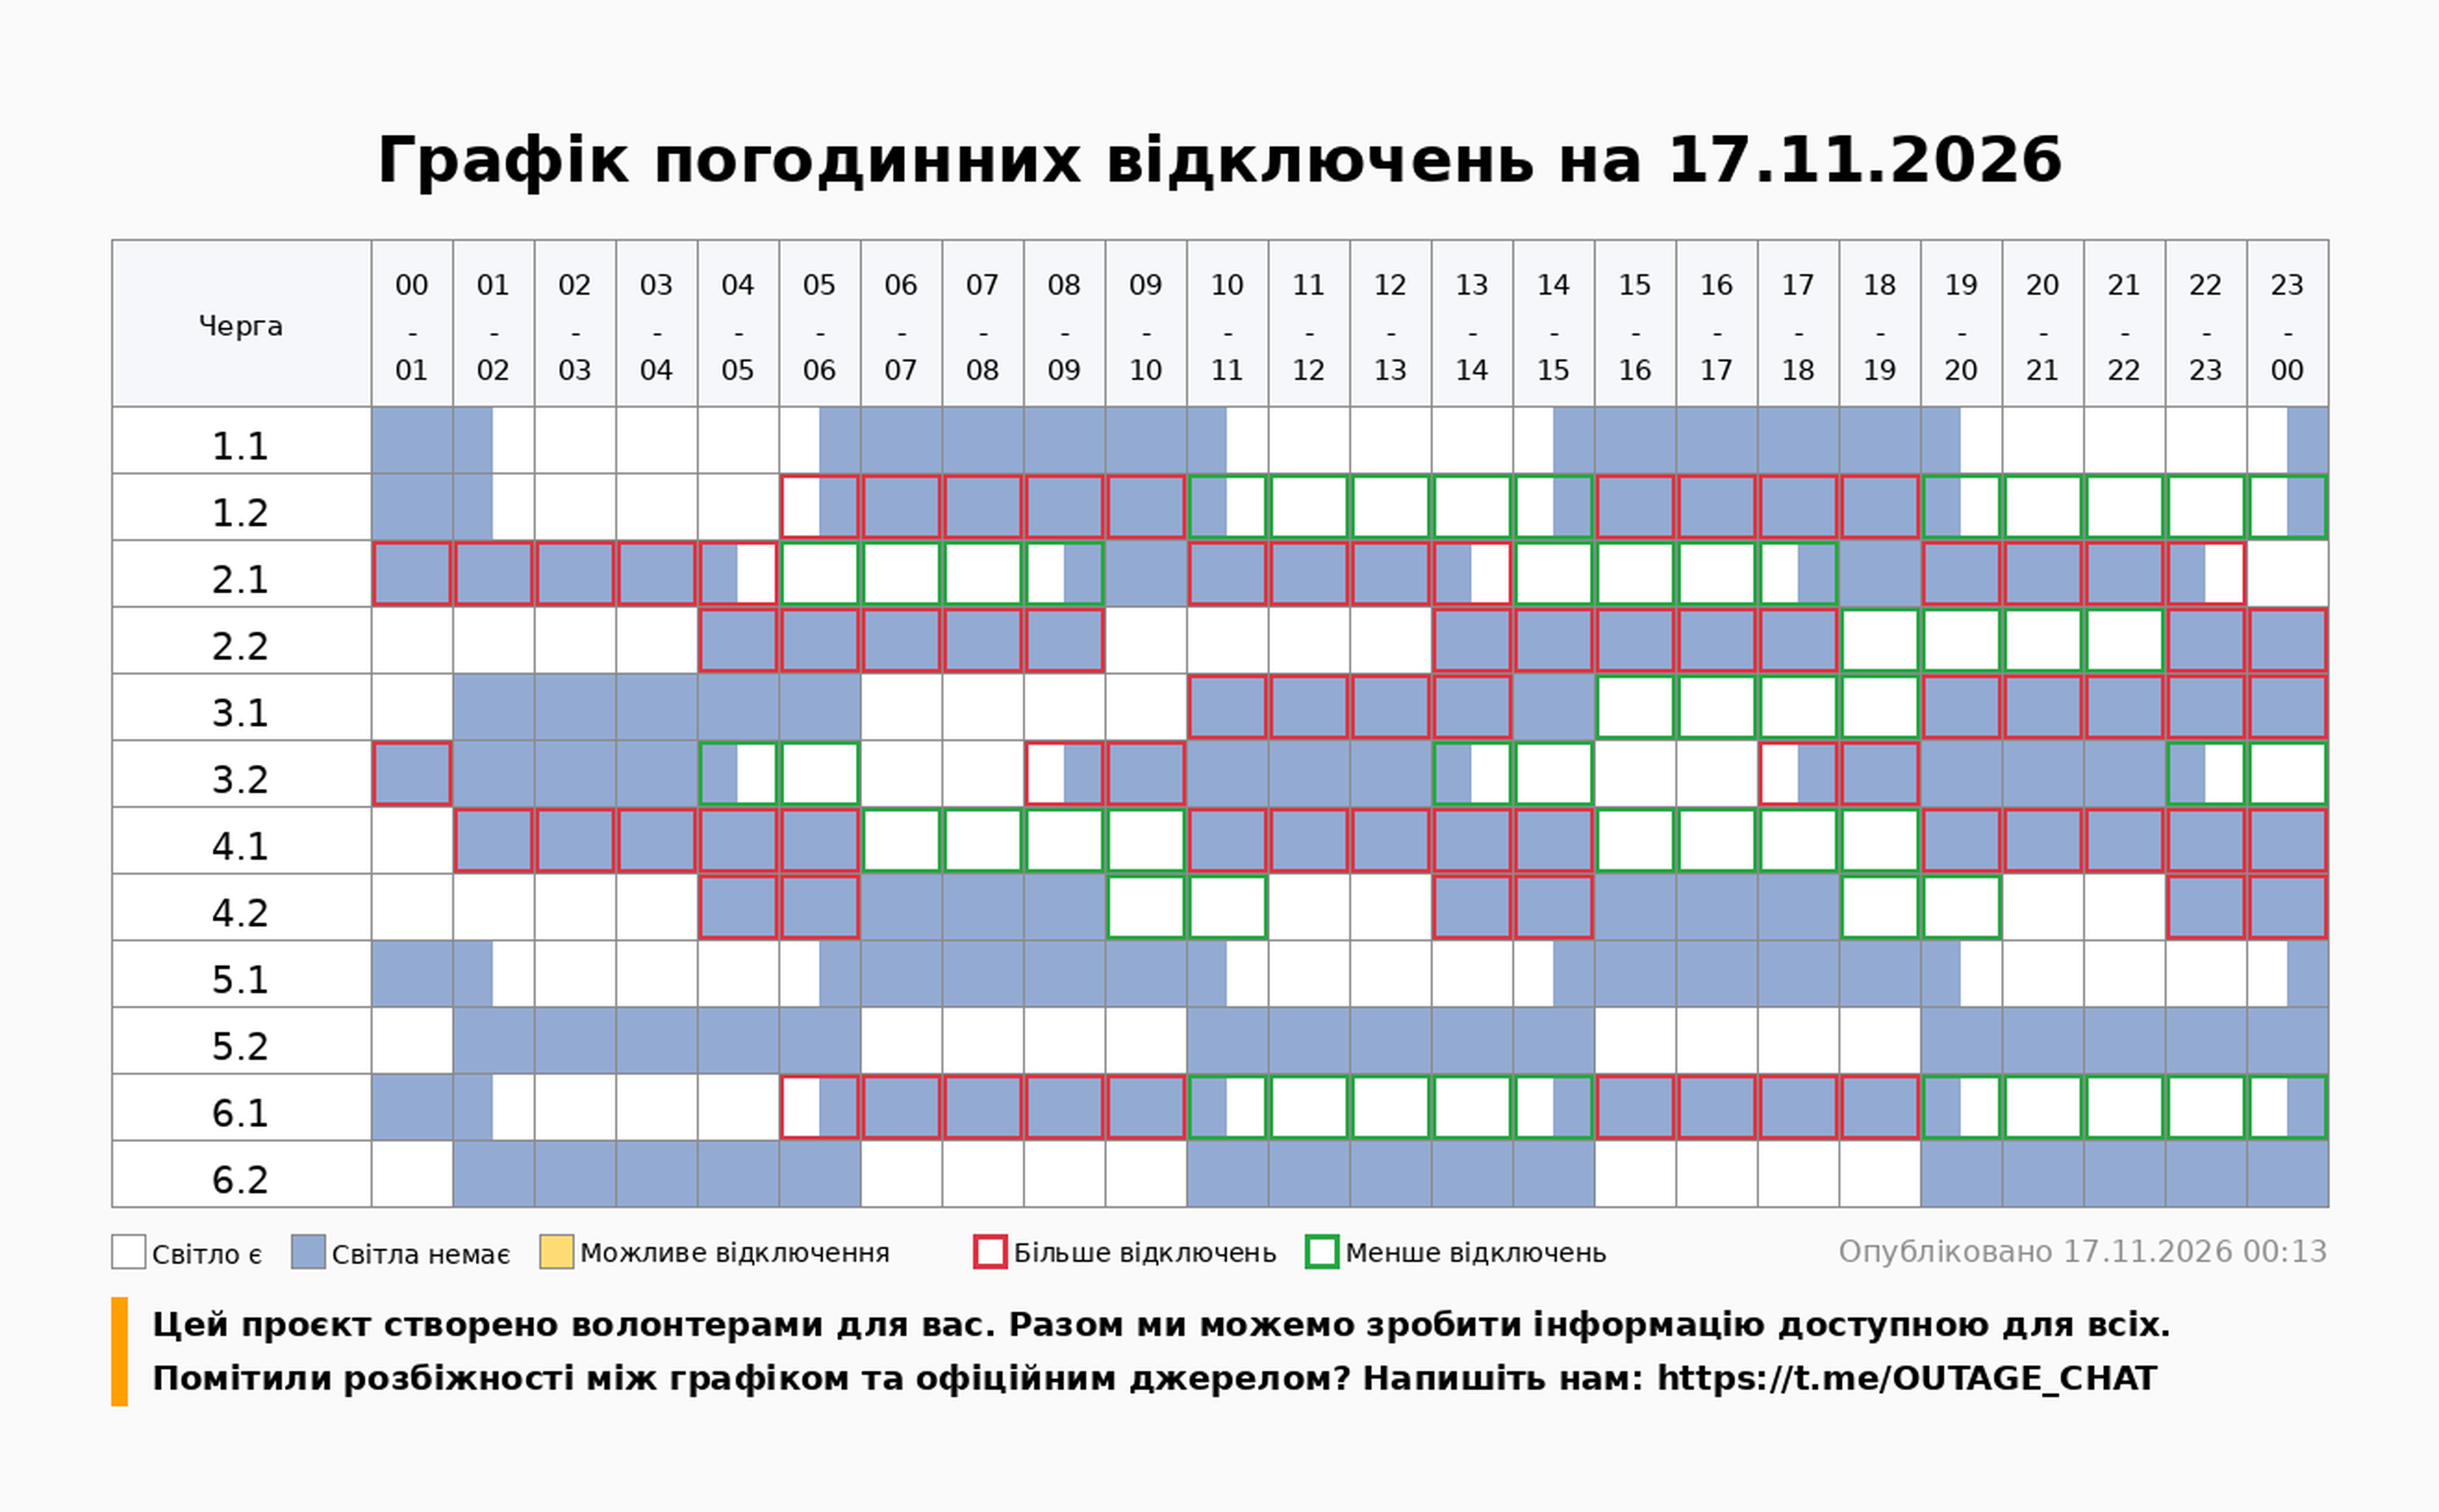 Графік погодинних відключень на 17.11.2026
Черга
00 - 01
01 - 02
02 - 03
03 - 04
04 - 05
05 - 06
06 - 07
07 - 08
08 - 09
09 - 10
10 - 11
11 - 12
12 - 13
13 - 14
14 - 15
15 - 16
16 - 17
17 - 18
18 - 19
19 - 20
20 - 21
21 - 22
22 - 23
23 - 00
1.1
1.2
2.1
2.2
3.1
3.2
4.1
4.2
5.1
5.2
6.1
6.2
Світло є Світла немає Можливе відключення Більше відключень Менше відключень Опубліковано 17.11.2026 00:13
Цей проєкт створено волонтерами для вас. Разом ми можемо зробити інформацію доступною для всіх.
Помітили розбіжності між графіком та офіційним джерелом? Напишіть нам: https://t.me/OUTAGE_CHAT